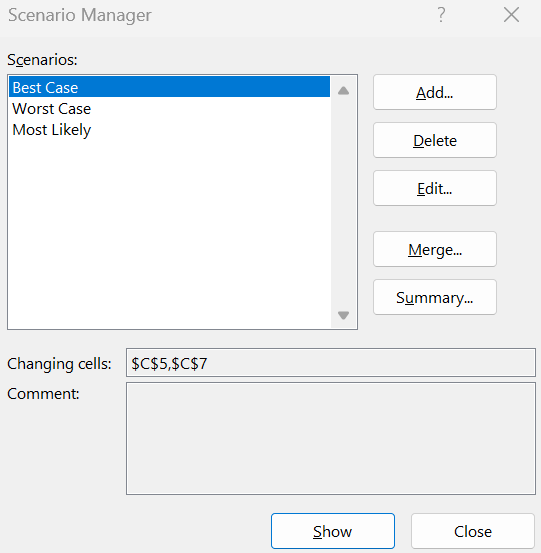 Scenario Manager
?
Scenarios:
Best Case
Worst Case
Most Likely
Add...
Delete
Edit...
Merge...
Summary...
Changing cells: $C$5,$C$7
Comment:
Show Close